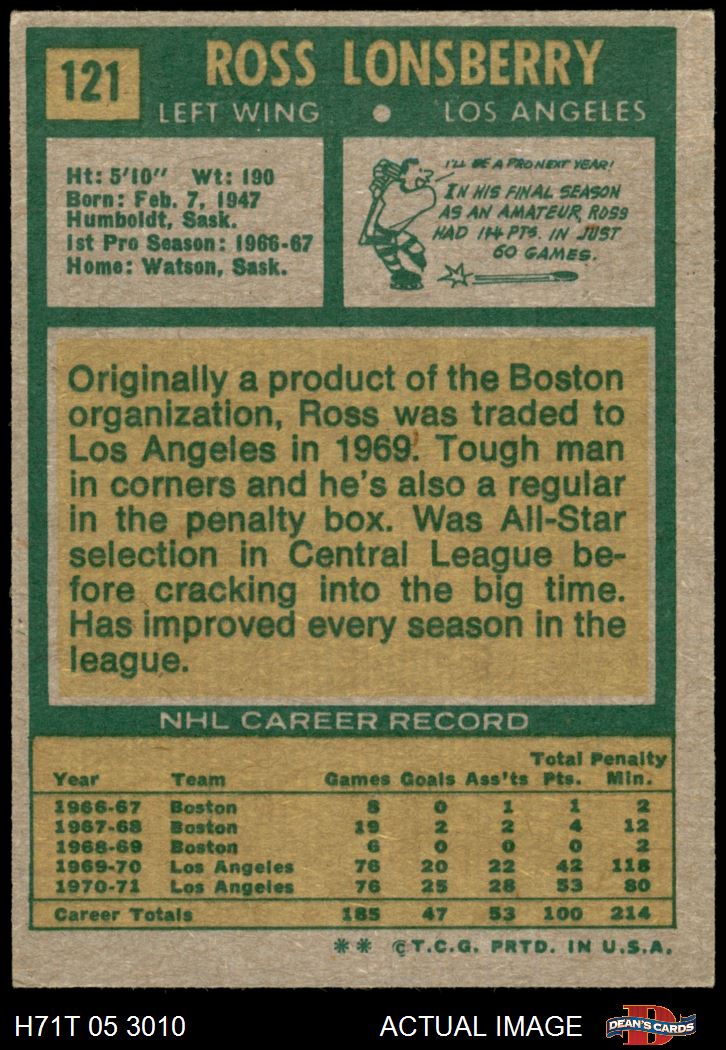 121
ROSS LONSBERRY
LEFT WING • LOS ANGELES
Ht: 5'10" Wt: 190
Born: Feb. 7, 1947
Humboldt, Sask.
1st Pro Season: 1966-67
Home: Watson, Sask.
I'LL BE A PRO NEXT YEAR!
IN HIS FINAL SEASON
AS AN AMATEUR, ROSS
HAD 114 PTS. IN JUST
60 GAMES.
Originally a product of the Boston
organization, Ross was traded to
Los Angeles in 1969. Tough man
in corners and he's also a regular
in the penalty box. Was All-Star
selection in Central League be-
fore cracking into the big time.
Has improved every season in the
league.
NHL CAREER RECORD
Total Penalty
Year Team Games Goals Ass'ts Pts. Min.
1966-67 Boston 8 0 1 1 2
1967-68 Boston 19 2 2 4 12
1968-69 Boston 6 0 0 0 2
1969-70 Los Angeles 76 20 22 42 118
1970-71 Los Angeles 76 25 28 53 80
Career Totals 185 47 53 100 214
** © T.C.G. PRTD. IN U.S.A.
H71T 05 3010 ACTUAL IMAGE
D
DEAN'S CARDS